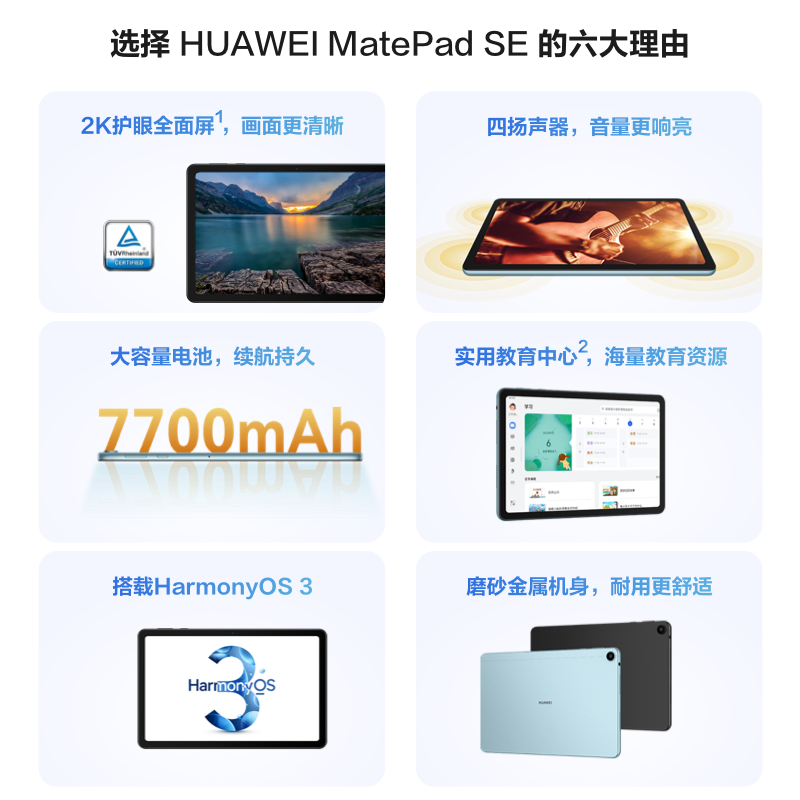 选择 HUAWEI MatePad SE 的六大理由
2K护眼全面屏1，画面更清晰
TÜVRheinland
CERTIFIED
四扬声器，音量更响亮
大容量电池，续航持久
7700mAh
实用教育中心2，海量教育资源
学习
6
搭载HarmonyOS 3
3
HarmonyOS
磨砂金属机身，耐用更舒适
HUAWEI